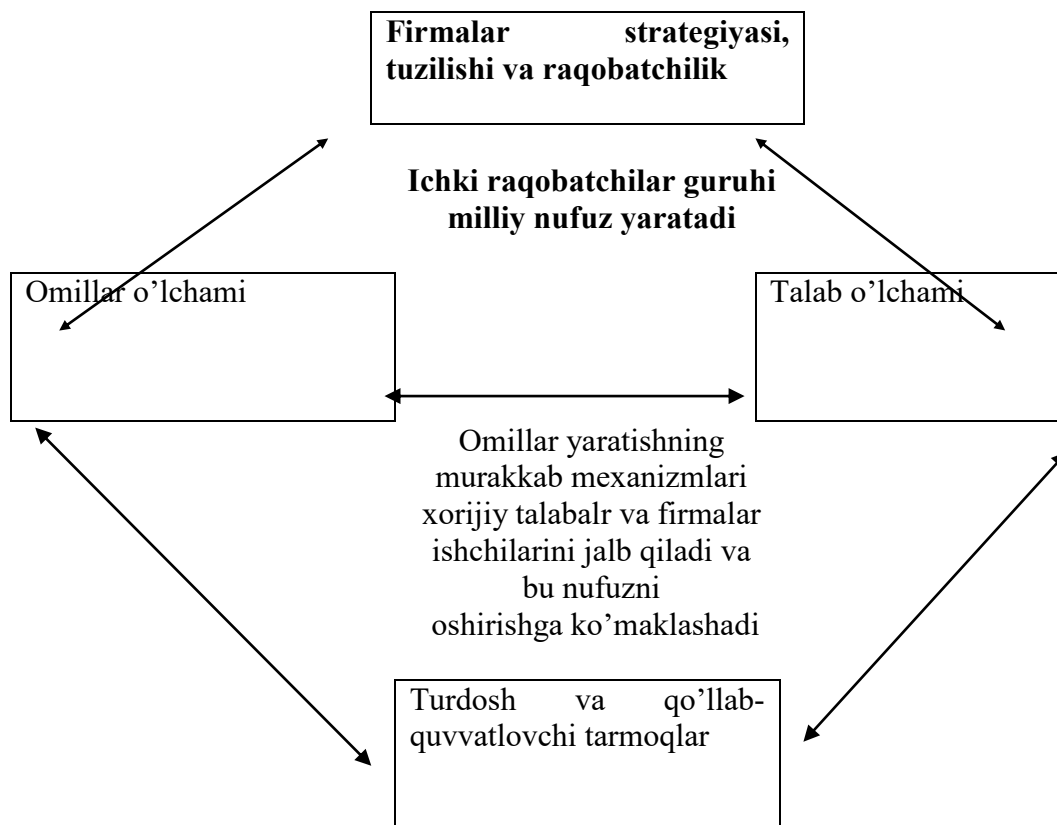 Firmalar strategiyasi,
tuzilishi va raqobatchilik
Ichki raqobatchilar guruhi
milliy nufuz yaratadi
Omillar o’lchami
Talab o’lchami
Omillar yaratishning
murakkab mexanizmlari
xorijiy talabalr va firmalar
ishchilarini jalb qiladi va
bu nufuzni
oshirishga ko’maklashadi
Turdosh va qo’llab-
quvvatlovchi tarmoqlar